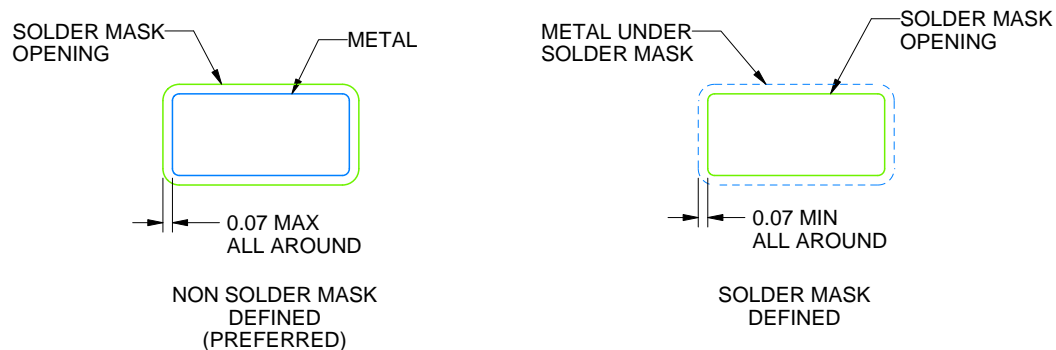 SOLDER MASK
OPENING
METAL
0.07 MAX
ALL AROUND
NON SOLDER MASK
DEFINED
(PREFERRED)
METAL UNDER
SOLDER MASK
SOLDER MASK
OPENING
0.07 MIN
ALL AROUND
SOLDER MASK
DEFINED